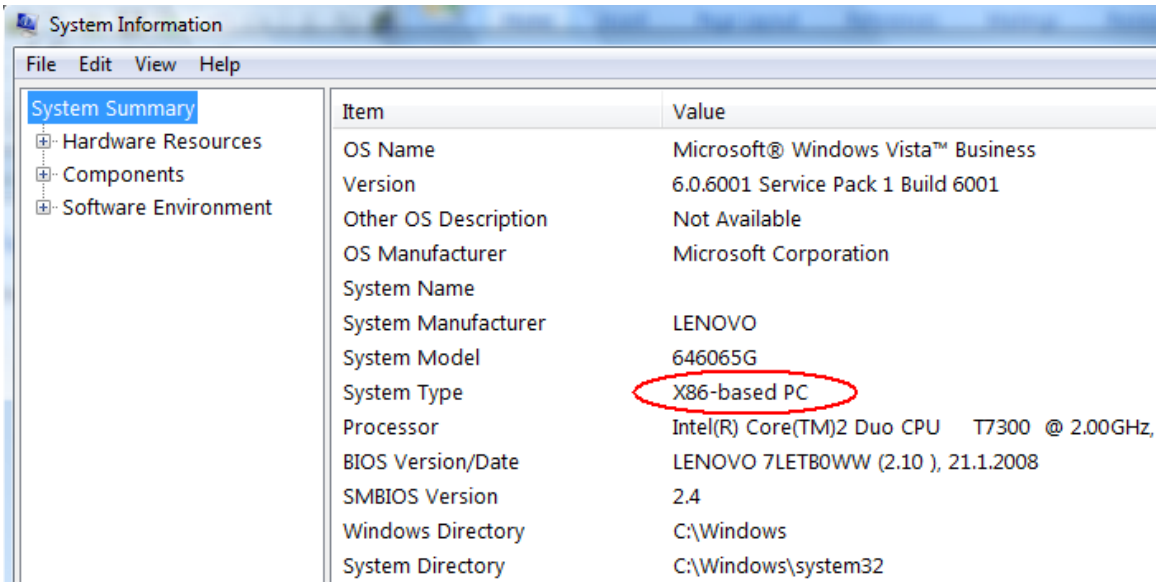 System Information
File Edit View Help
System Summary
Hardware Resources
Components
Software Environment
Item Value
OS Name Microsoft® Windows Vista™ Business
Version 6.0.6001 Service Pack 1 Build 6001
Other OS Description Not Available
OS Manufacturer Microsoft Corporation
System Name
System Manufacturer LENOVO
System Model 646065G
System Type X86-based PC
Processor Intel(R) Core(TM)2 Duo CPU T7300 @ 2.00GHz,
BIOS Version/Date LENOVO 7LETB0WW (2.10 ), 21.1.2008
SMBIOS Version 2.4
Windows Directory C:\Windows
System Directory C:\Windows\system32